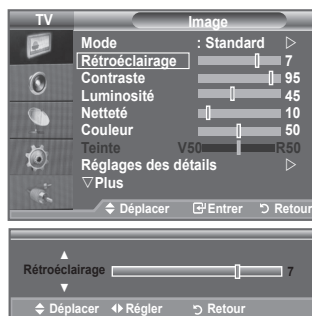 TV Image
Mode : Standard
Rétroéclairage 7
Contraste 95
Luminosité 45
Netteté 10
Couleur 50
Teinte V50 R50
Réglages des détails
Plus
Déplacer Entrer Retour
Rétroéclairage 7
Déplacer Régler Retour